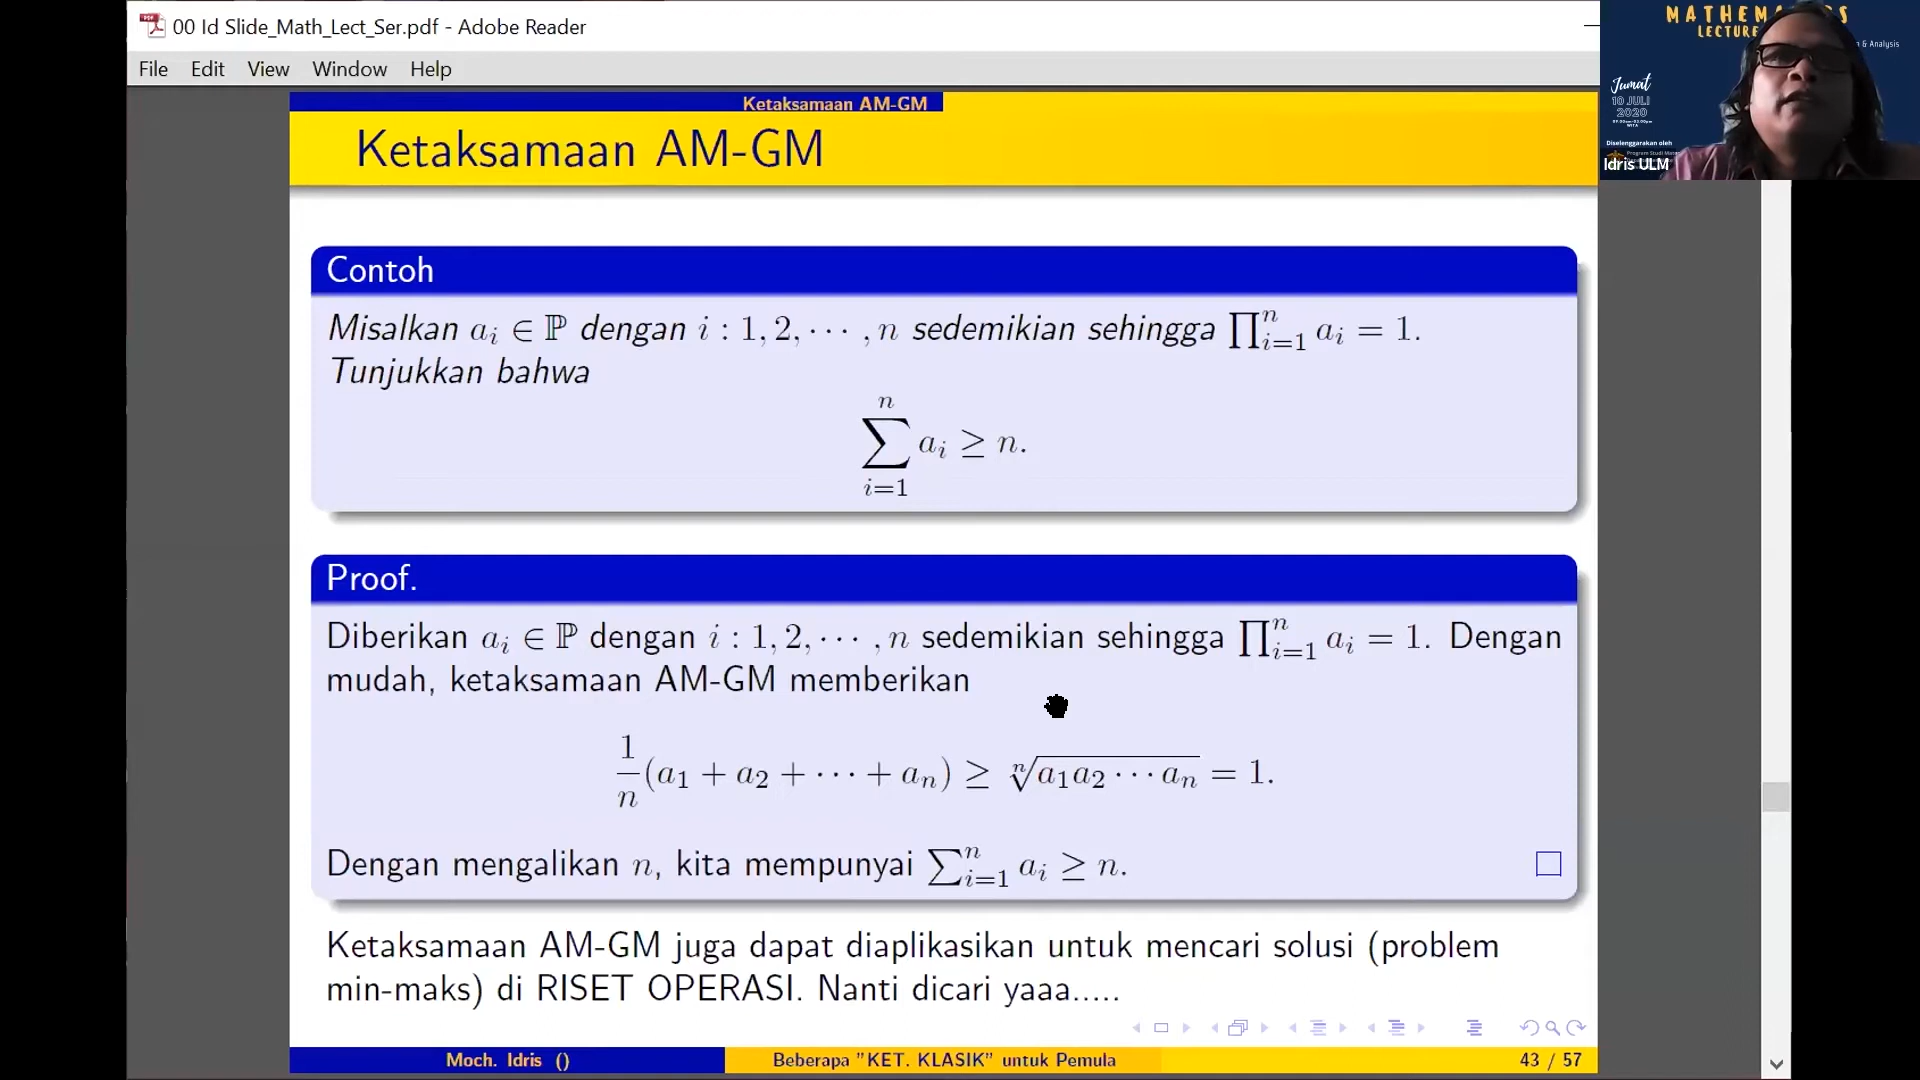 00 Id Slide_Math_Lect_Ser.pdf - Adobe Reader
File Edit View Window Help
Ketaksamaan AM-GM
Ketaksamaan AM-GM
Contoh
Misalkan a_i ∈ ℙ dengan i : 1, 2, ⋯ , n sedemikian sehingga ∏_{i=1}^n a_i = 1.
Tunjukkan bahwa
∑_{i=1}^n a_i ≥ n.
Proof.
Diberikan a_i ∈ ℙ dengan i : 1, 2, ⋯ , n sedemikian sehingga ∏_{i=1}^n a_i = 1. Dengan
mudah, ketaksamaan AM-GM memberikan
1/n (a_1 + a_2 + ⋯ + a_n) ≥ ⁿ√(a_1 a_2 ⋯ a_n) = 1.
Dengan mengalikan n, kita mempunyai ∑_{i=1}^n a_i ≥ n.
Ketaksamaan AM-GM juga dapat diaplikasikan untuk mencari solusi (problem
min-maks) di RISET OPERASI. Nanti dicari yaaa.....
Moch. Idris ()
Beberapa "KET. KLASIK" untuk Pemula
43 / 57
LECTURE
& Analysis
Jumat
10 JULI
2020
Diselenggarakan oleh
Idris ULM